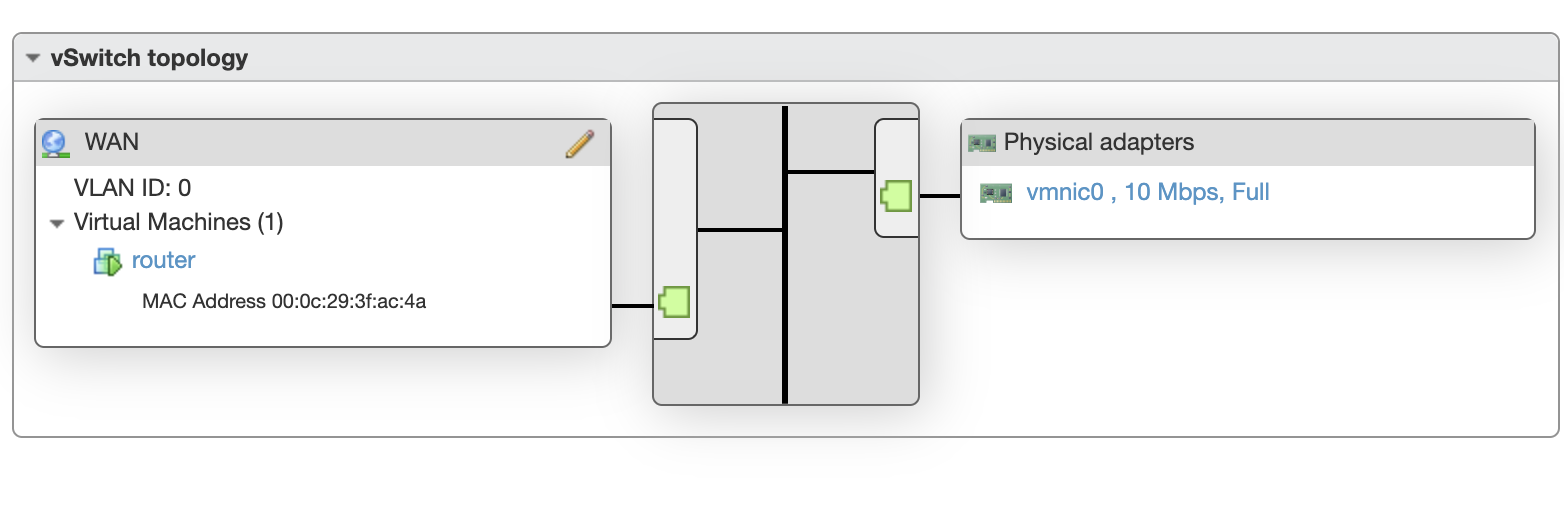 vSwitch topology
WAN
VLAN ID: 0
Virtual Machines (1)
router
MAC Address 00:0c:29:3f:ac:4a
Physical adapters
vmnic0 , 10 Mbps, Full